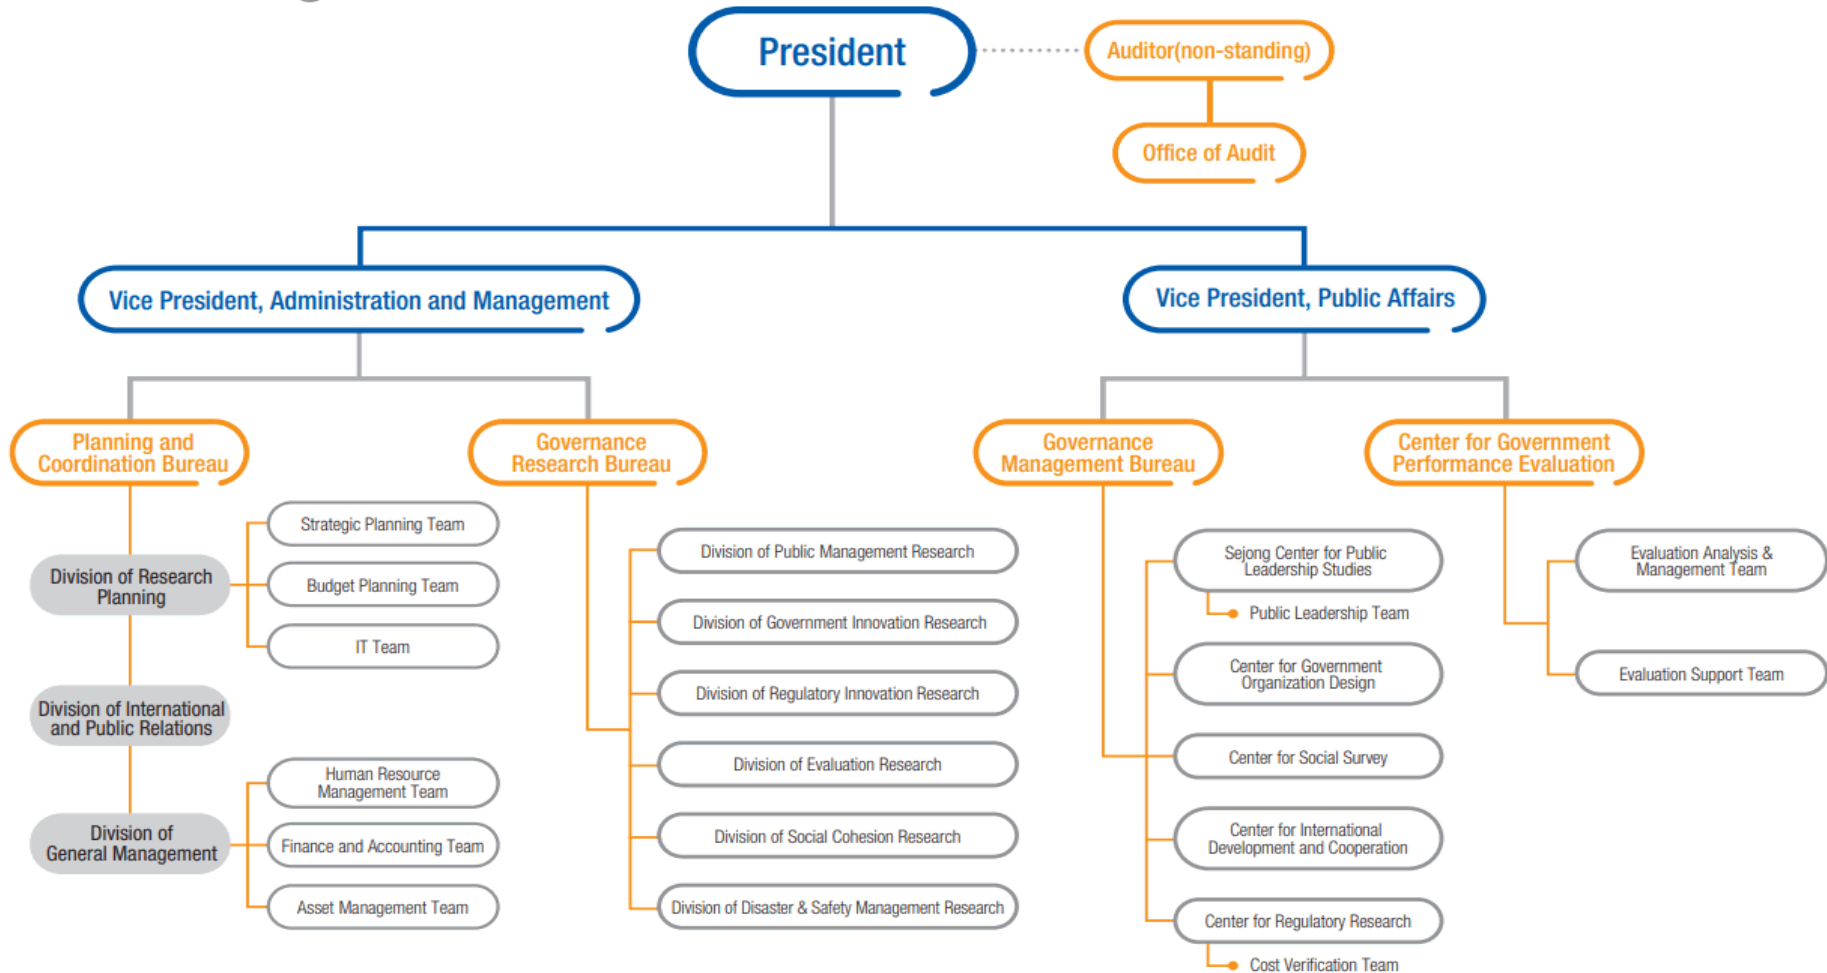 President
Auditor(non-standing)
Office of Audit
Vice President, Administration and Management
Vice President, Public Affairs
Planning and
Coordination Bureau
Governance
Research Bureau
Governance
Management Bureau
Center for Government
Performance Evaluation
Division of Research
Planning
Strategic Planning Team
Budget Planning Team
IT Team
Division of International
and Public Relations
Division of
General Management
Human Resource
Management Team
Finance and Accounting Team
Asset Management Team
Division of Public Management Research
Division of Government Innovation Research
Division of Regulatory Innovation Research
Division of Evaluation Research
Division of Social Cohesion Research
Division of Disaster & Safety Management Research
Sejong Center for Public
Leadership Studies
Public Leadership Team
Center for Government
Organization Design
Center for Social Survey
Center for International
Development and Cooperation
Center for Regulatory Research
Cost Verification Team
Evaluation Analysis &
Management Team
Evaluation Support Team